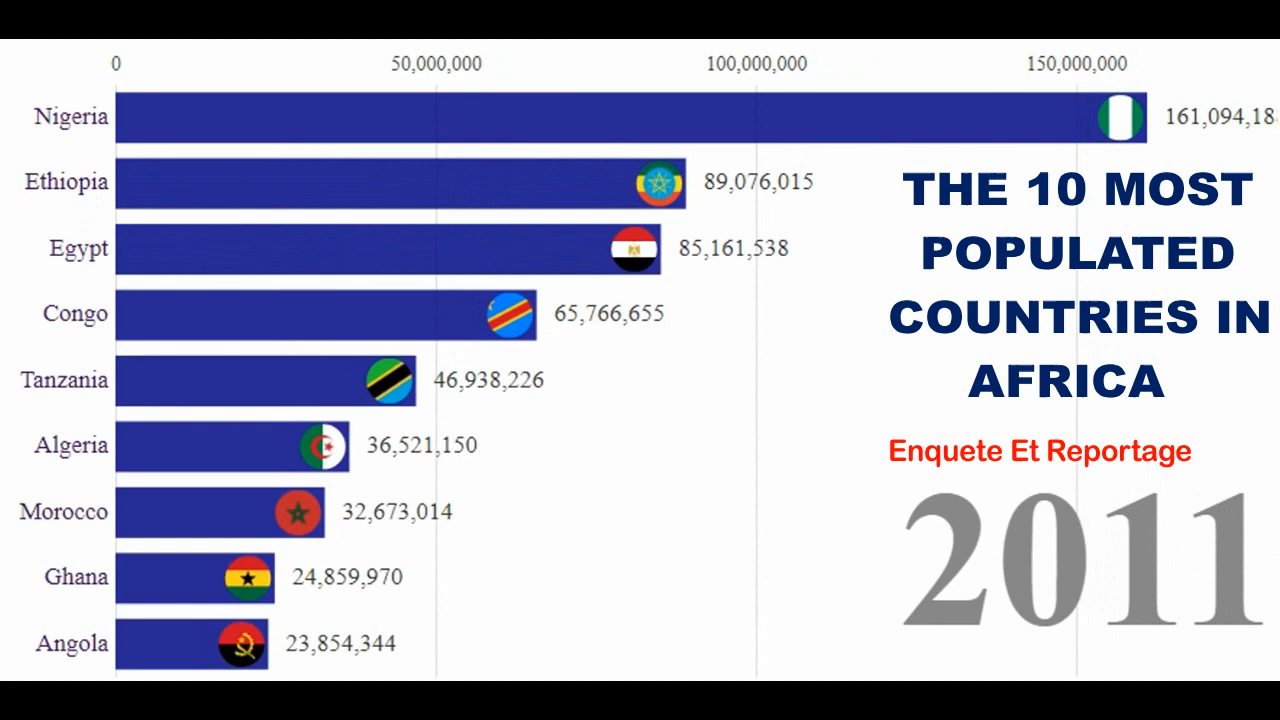 0 50,000,000 100,000,000 150,000,000
Nigeria
Ethiopia 89,076,015
Egypt 85,161,538
Congo 65,766,655
Tanzania 46,938,226
Algeria 36,521,150
Morocco 32,673,014
Ghana 24,859,970
Angola 23,854,344
THE 10 MOST
POPULATED
COUNTRIES IN
AFRICA
Enquete Et Reportage
2011